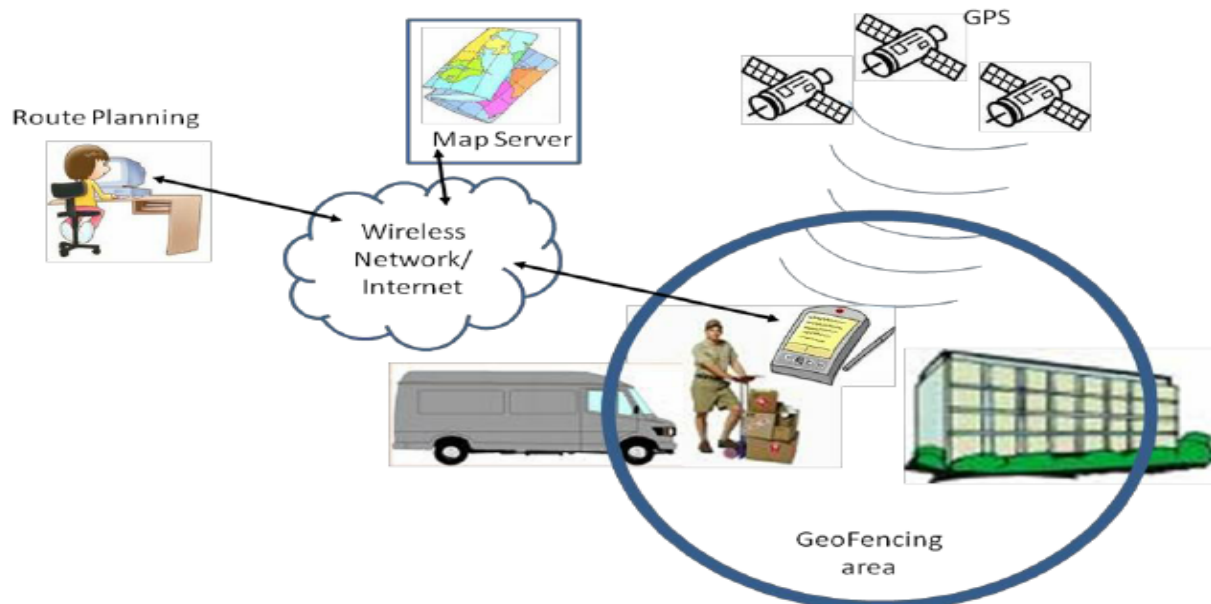 GPS
Route Planning
Map Server
Wireless
Network/
Internet
GeoFencing
area